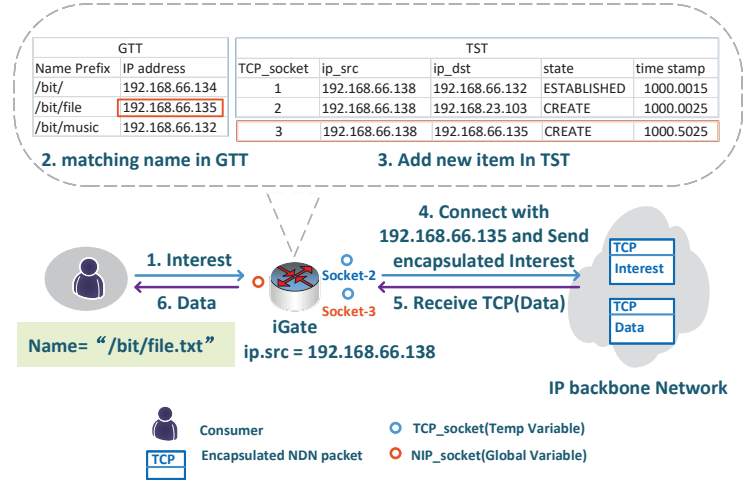 GTT
Name Prefix IP address
/bit/ 192.168.66.134
/bit/file 192.168.66.135
/bit/music 192.168.66.132
TST
TCP_socket ip_src ip_dst state time stamp
1 192.168.66.138 192.168.66.132 ESTABLISHED 1000.0015
2 192.168.66.138 192.168.23.103 CREATE 1000.0025
3 192.168.66.138 192.168.66.135 CREATE 1000.5025
2. matching name in GTT
3. Add new item In TST
1. Interest
6. Data
Name= “/bit/file.txt”
Socket-2
Socket-3
iGate
ip.src = 192.168.66.138
4. Connect with
192.168.66.135 and Send
encapsulated Interest
5. Receive TCP(Data)
TCP
Interest
TCP
Data
IP backbone Network
Consumer
TCP_socket(Temp Variable)
TCP
Encapsulated NDN packet
NIP_socket(Global Variable)